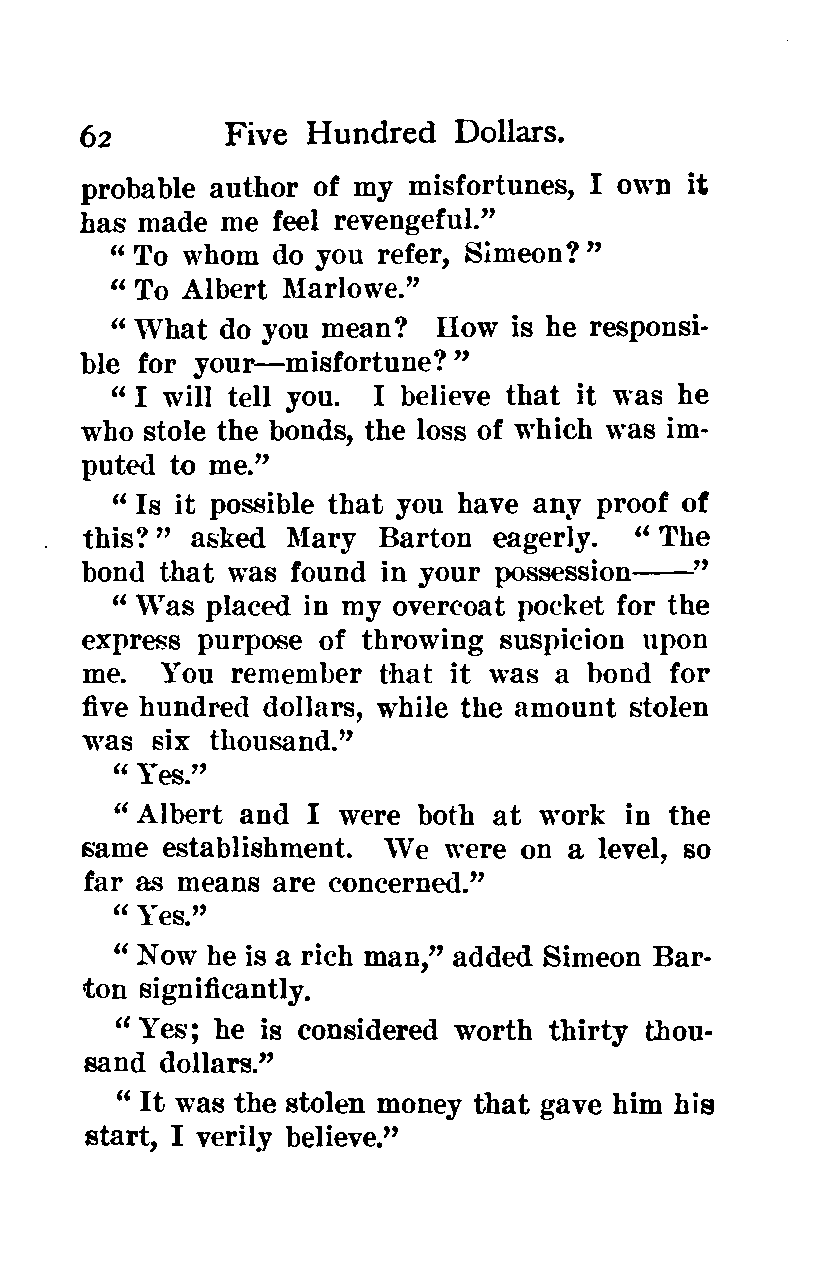 62 Five Hundred Dollars.
probable author of my misfortunes, I own it
has made me feel revengeful.”
“ To whom do you refer, Simeon? ”
“ To Albert Marlowe.”
“ What do you mean? How is he responsi-
ble for your—misfortune? ”
“ I will tell you. I believe that it was he
who stole the bonds, the loss of which was im-
puted to me.”
“ Is it possible that you have any proof of
this? ” asked Mary Barton eagerly. “ The
bond that was found in your possession——”
“ Was placed in my overcoat pocket for the
express purpose of throwing suspicion upon
me. You remember that it was a bond for
five hundred dollars, while the amount stolen
was six thousand.”
“ Yes.”
“ Albert and I were both at work in the
same establishment. We were on a level, so
far as means are concerned.”
“ Yes.”
“ Now he is a rich man,” added Simeon Bar-
ton significantly.
“ Yes; he is considered worth thirty thou-
sand dollars.”
“ It was the stolen money that gave him his
start, I verily believe.”